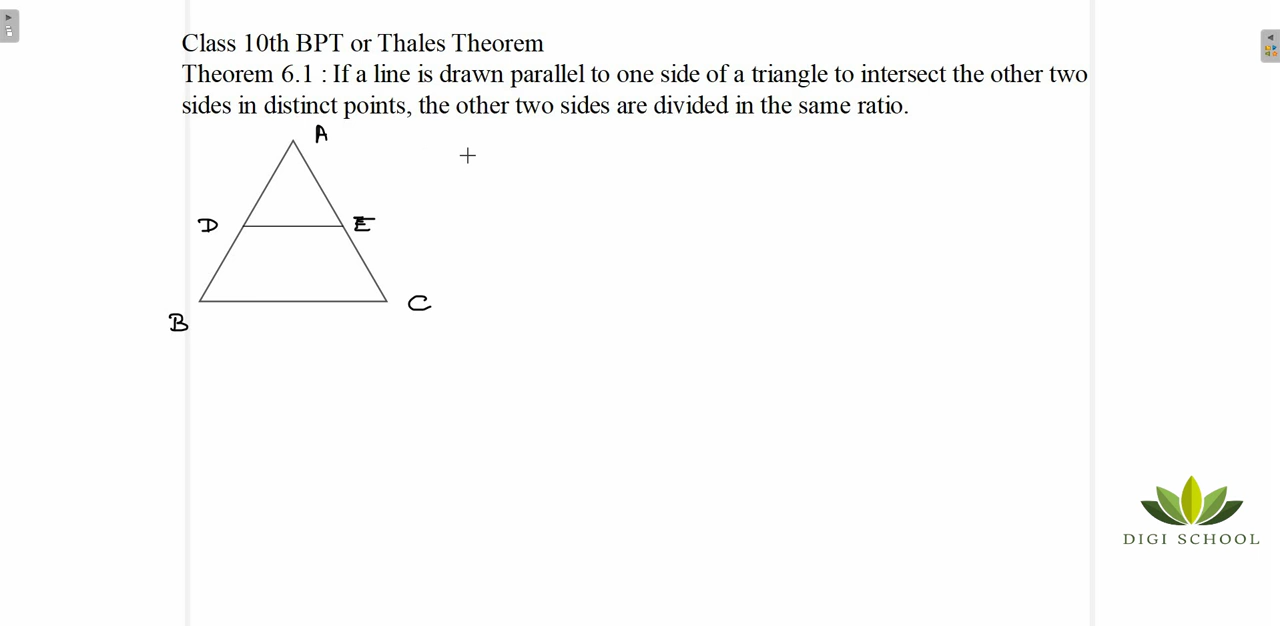 Class 10th BPT or Thales Theorem
Theorem 6.1 : If a line is drawn parallel to one side of a triangle to intersect the other two
sides in distinct points, the other two sides are divided in the same ratio.
A
D E
B C
DIGI SCHOOL